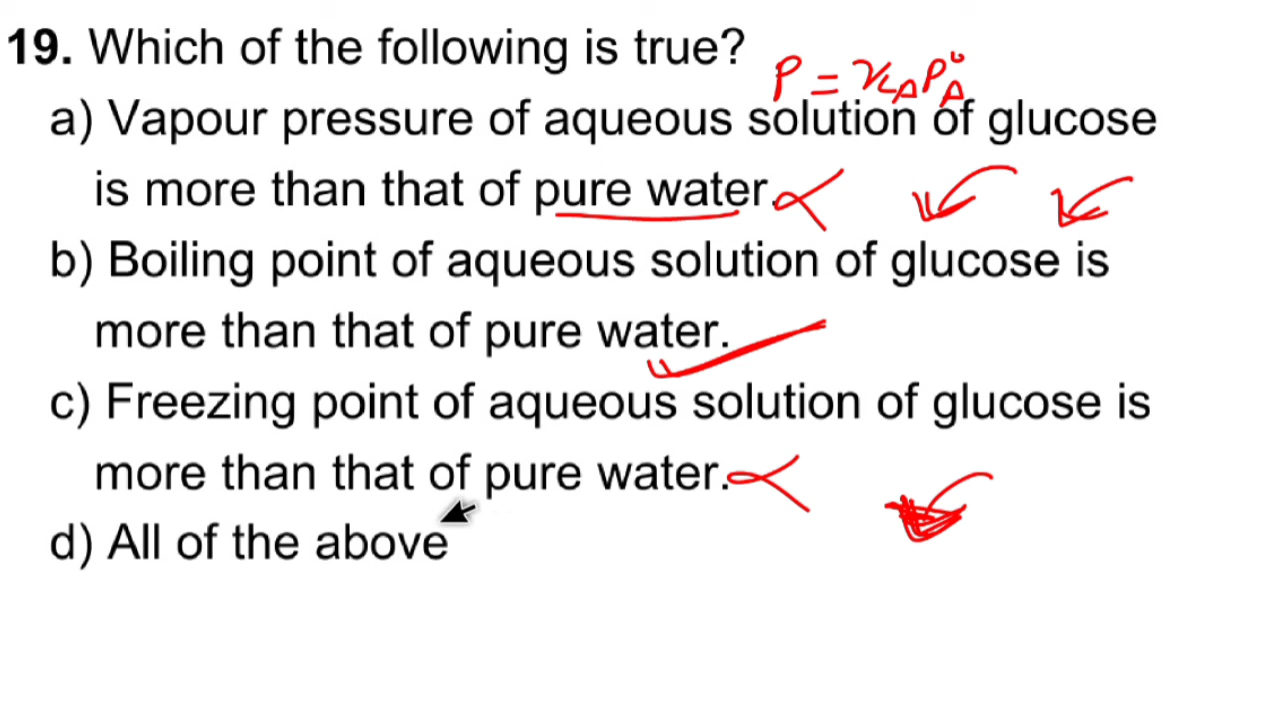 19. Which of the following is true?
P = xₐ P°ₐ
a) Vapour pressure of aqueous solution of glucose
is more than that of pure water.
b) Boiling point of aqueous solution of glucose is
more than that of pure water.
c) Freezing point of aqueous solution of glucose is
more than that of pure water.
d) All of the above